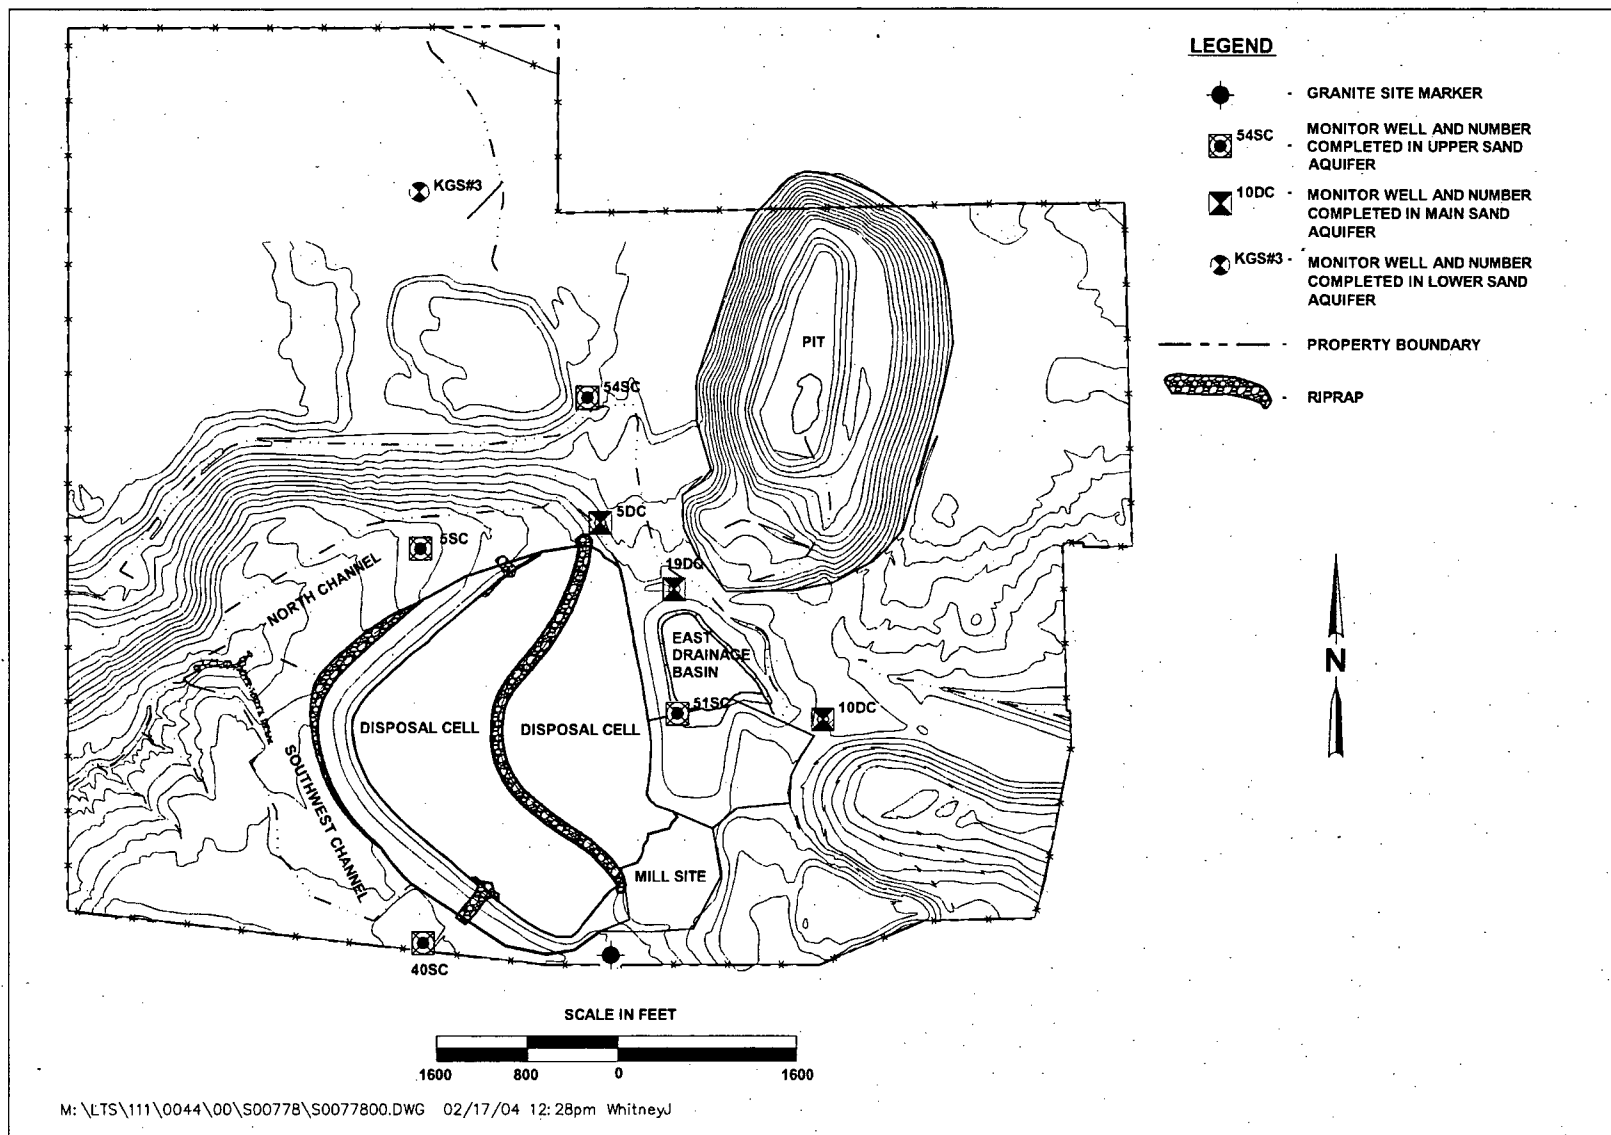 LEGEND
- GRANITE SITE MARKER
54SC
- MONITOR WELL AND NUMBER
COMPLETED IN UPPER SAND
AQUIFER
10DC
- MONITOR WELL AND NUMBER
COMPLETED IN MAIN SAND
AQUIFER
KGS#3 - MONITOR WELL AND NUMBER
COMPLETED IN LOWER SAND
AQUIFER
- PROPERTY BOUNDARY
- RIPRAP
KGS#3
PIT
54SC
5DC
5SC
19DC
NORTH CHANNEL
EAST
DRAINAGE
BASIN
51SC
10DC
DISPOSAL CELL
DISPOSAL CELL
SOUTHWEST CHANNEL
MILL SITE
40SC
N
SCALE IN FEET
1600 800 0 1600
M:\LTS\111\0044\00\S00778\S0077800.DWG 02/17/04 12:28pm WhitneyJ